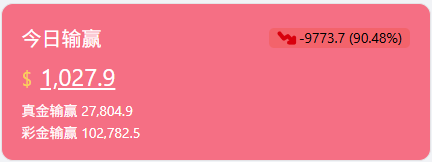 今日输赢
-9773.7 (90.48%)
$ 1,027.9
真金输赢 27,804.9
彩金输赢 102,782.5